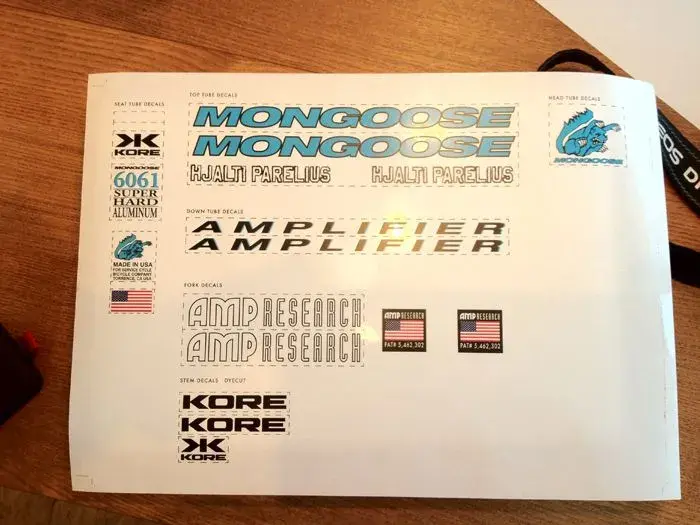 SEAT TUBE DECALS
KORE
MONGOOSE
6061
SUPER
HARD
ALUMINUM
MADE IN USA
FOR SERVICE CYCLE
BICYCLE COMPANY
TORRENCE, CA USA
TOP TUBE DECALS
MONGOOSE
MONGOOSE
HJALTI PARELIUS HJALTI PARELIUS
HEAD TUBE DECALS
MONGOOSE
DOWN TUBE DECALS
AMPLIFIER
AMPLIFIER
FORK DECALS
AMP RESEARCH
AMP RESEARCH
AMP RESEARCH
PAT# 5,462,302
AMP RESEARCH
PAT# 5,462,302
STEM DECALS DYECUT
KORE
KORE
KORE
EOS D